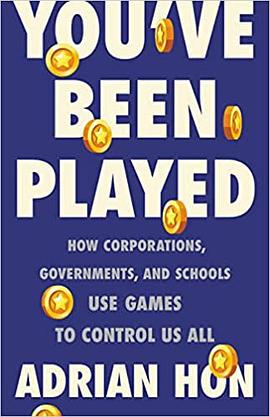 YOU'VE
BEEN
PLAYED
HOW CORPORATIONS,
GOVERNMENTS, AND SCHOOLS
USE GAMES
TO CONTROL US ALL
ADRIAN HON